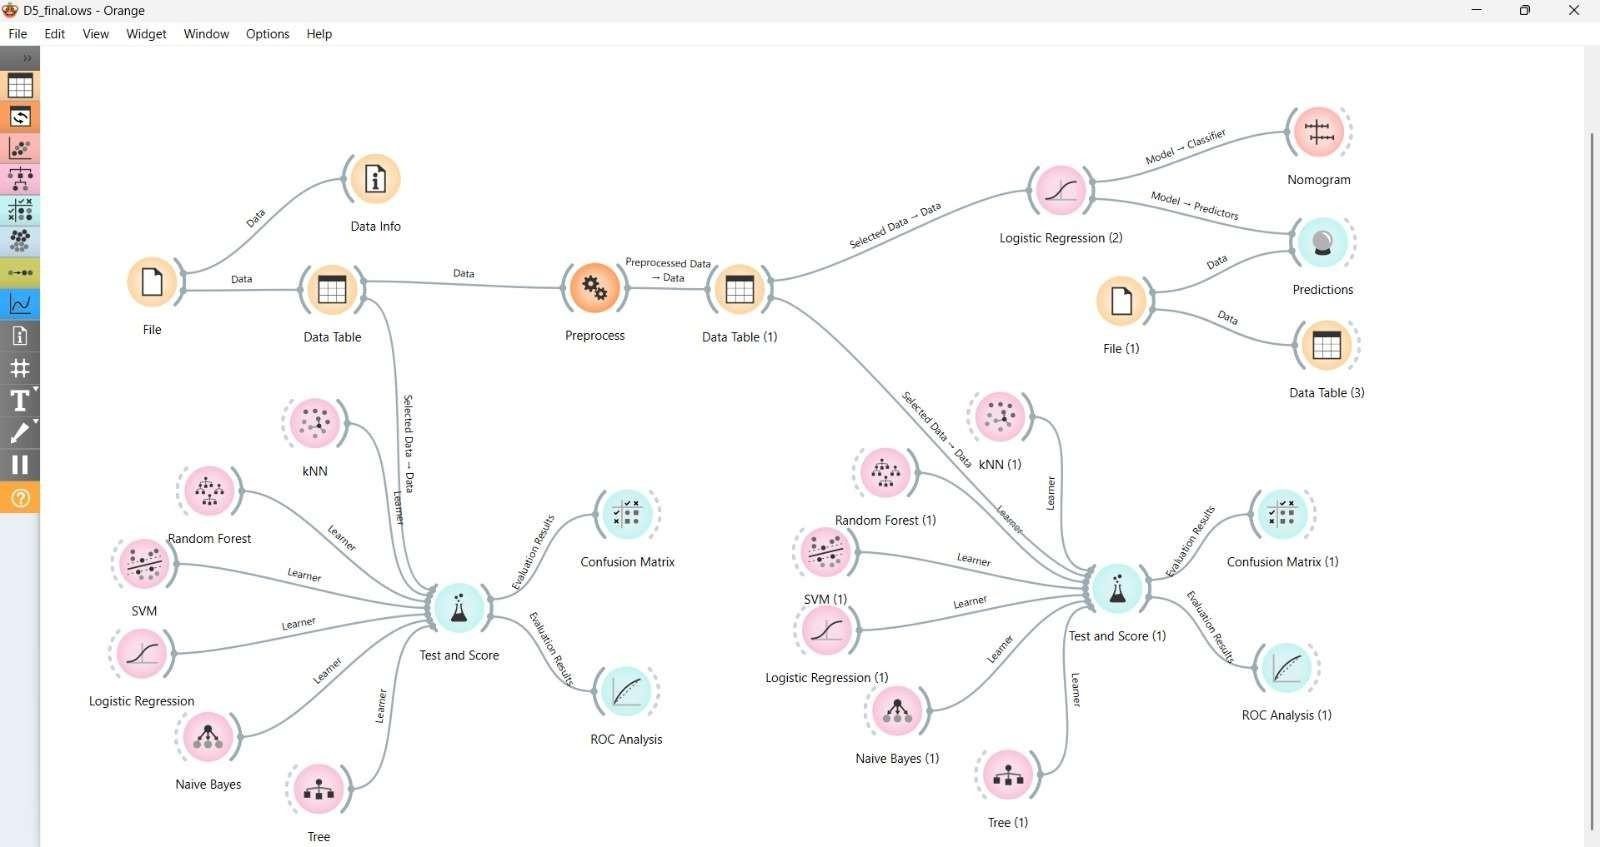 D5_final.ows - Orange
File Edit View Widget Window Options Help
Data
Data Info
Data
File
Data Table
Data
Preprocess
Preprocessed Data
→ Data
Data Table (1)
Selected Data → Data
Logistic Regression (2)
Model → Classifier
Nomogram
Model → Predictors
Predictions
Data
File (1)
Data
Data Table (3)
Selected Data → Data
kNN
Learner
Random Forest
Learner
SVM
Learner
Logistic Regression
Learner
Naive Bayes
Learner
Tree
Learner
Test and Score
Evaluation Results
Confusion Matrix
Evaluation Results
ROC Analysis
Selected Data → Data
kNN (1)
Learner
Random Forest (1)
Learner
SVM (1)
Learner
Logistic Regression (1)
Learner
Naive Bayes (1)
Learner
Tree (1)
Learner
Test and Score (1)
Evaluation Results
Confusion Matrix (1)
Evaluation Results
ROC Analysis (1)